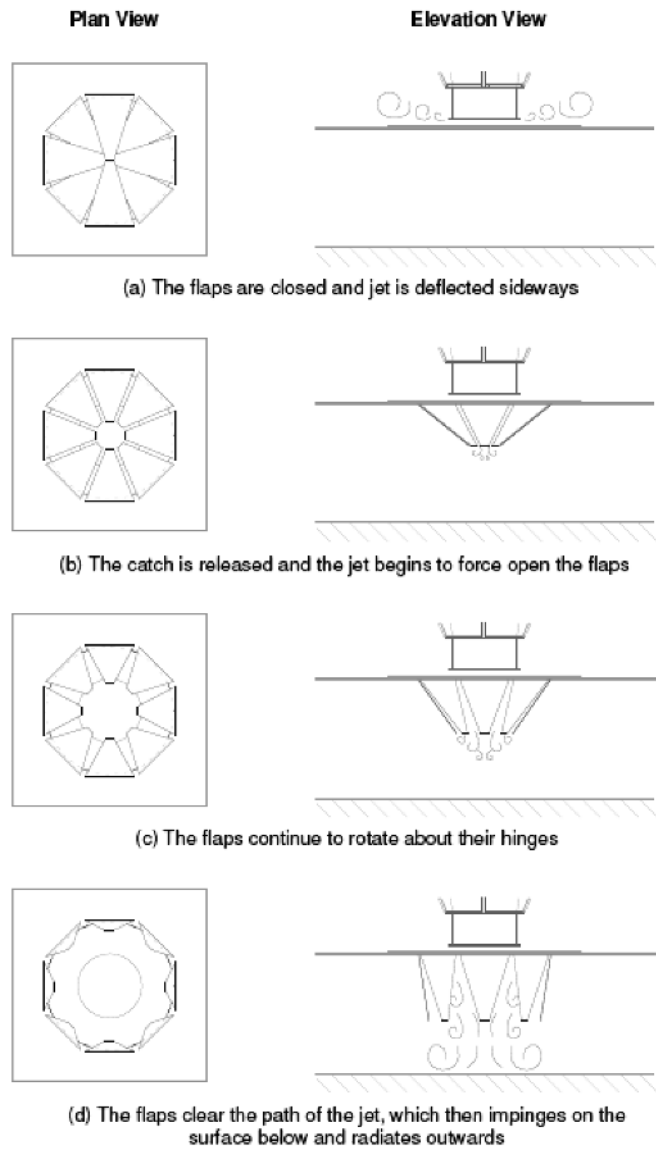 Plan View
Elevation View
(a) The flaps are closed and jet is deflected sideways
(b) The catch is released and the jet begins to force open the flaps
(c) The flaps continue to rotate about their hinges
(d) The flaps clear the path of the jet, which then impinges on the
surface below and radiates outwards